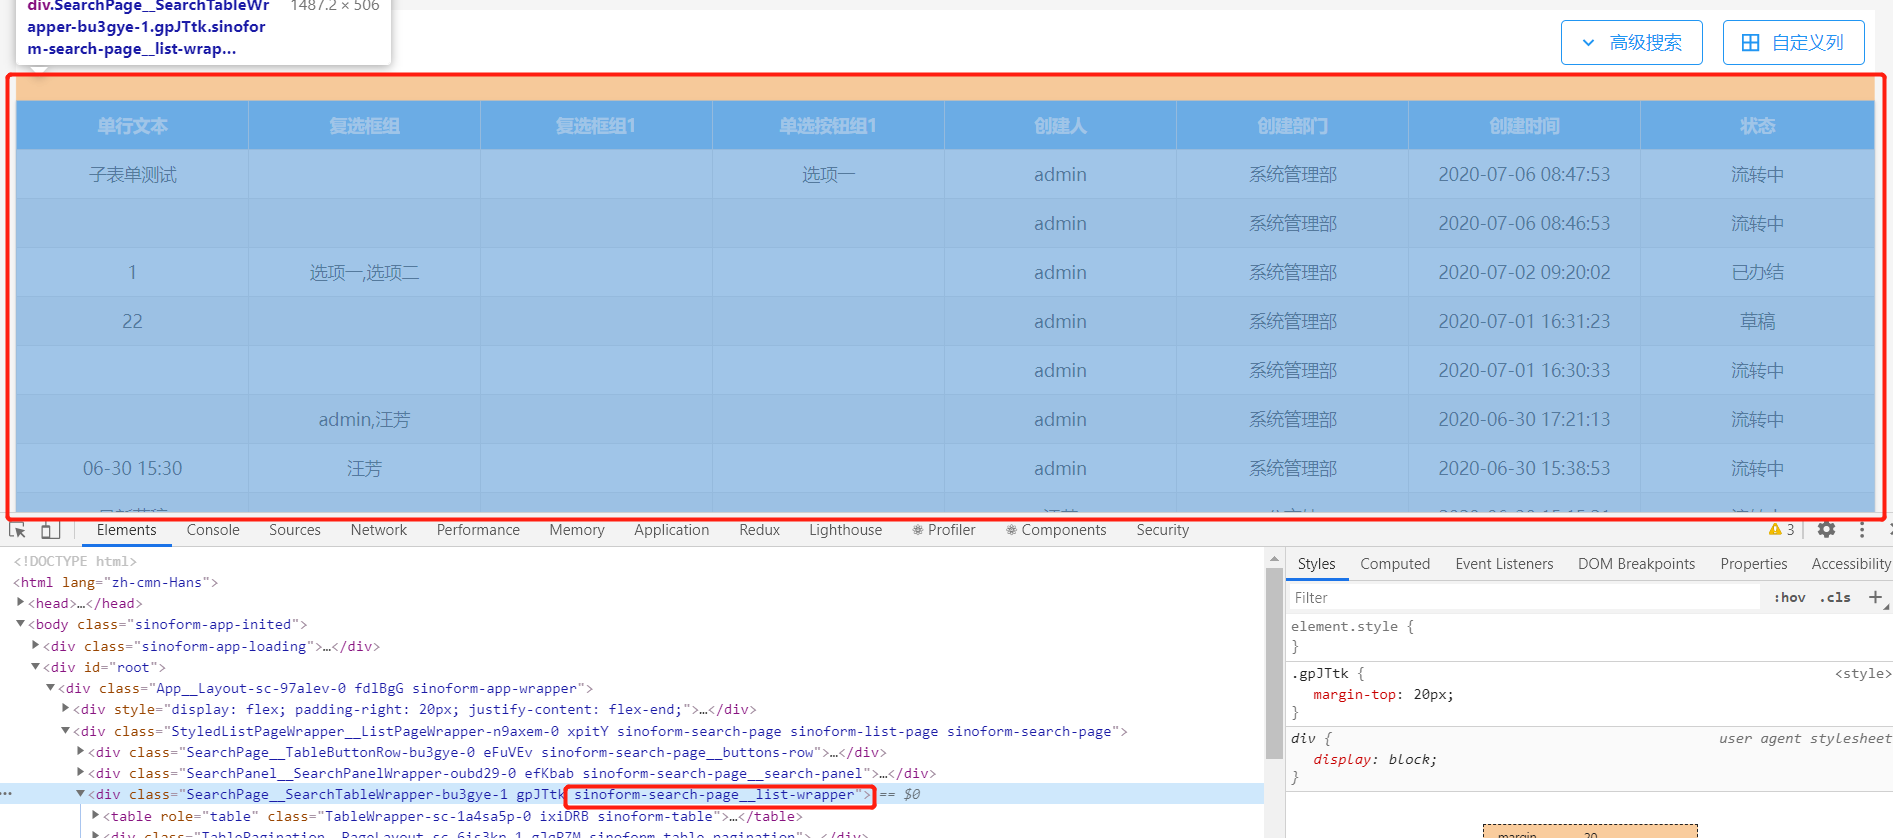 div.SearchPage__SearchTableWr 1487.2 × 506
apper-bu3gye-1.gpJTtk.sinofor
m-search-page__list-wrap...
高级搜索 自定义列
单行文本 复选框组 复选框组1 单选按钮组1 创建人 创建部门 创建时间 状态
子表单测试 选项一 admin 系统管理部 2020-07-06 08:47:53 流转中
admin 系统管理部 2020-07-06 08:46:53 流转中
1 选项一,选项二 admin 系统管理部 2020-07-02 09:20:02 已办结
22 admin 系统管理部 2020-07-01 16:31:23 草稿
admin 系统管理部 2020-07-01 16:30:33 流转中
admin,汪芳 admin 系统管理部 2020-06-30 17:21:13 流转中
06-30 15:30 汪芳 admin 系统管理部 2020-06-30 15:38:53 流转中
Elements Console Sources Network Performance Memory Application Redux Lighthouse Profiler Components Security 3
<!DOCTYPE html>
<html lang="zh-cmn-Hans">
<head>…</head>
<body class="sinoform-app-inited">
<div class="sinoform-app-loading">…</div>
<div id="root">
<div class="App__Layout-sc-97alev-0 fdlBgG sinoform-app-wrapper">
<div style="display: flex; padding-right: 20px; justify-content: flex-end;">…</div>
<div class="StyledListPageWrapper__ListPageWrapper-n9axem-0 xpitY sinoform-search-page sinoform-list-page sinoform-search-page">
<div class="SearchPage__TableButtonRow-bu3gye-0 eFuVEv sinoform-search-page__buttons-row">…</div>
<div class="SearchPanel__SearchPanelWrapper-oubd29-0 efKbab sinoform-search-page__search-panel">…</div>
<div class="SearchPage__SearchTableWrapper-bu3gye-1 gpJTtk sinoform-search-page__list-wrapper"> == $0
<table role="table" class="TableWrapper-sc-1a4sa5p-0 ixiDRB sinoform-table">…</table>
Styles Computed Event Listeners DOM Breakpoints Properties Accessibility
Filter :hov .cls +
element.style {
}
.gpJTtk { <style>
margin-top: 20px;
}
div { user agent stylesheet
display: block;
}
margin 20